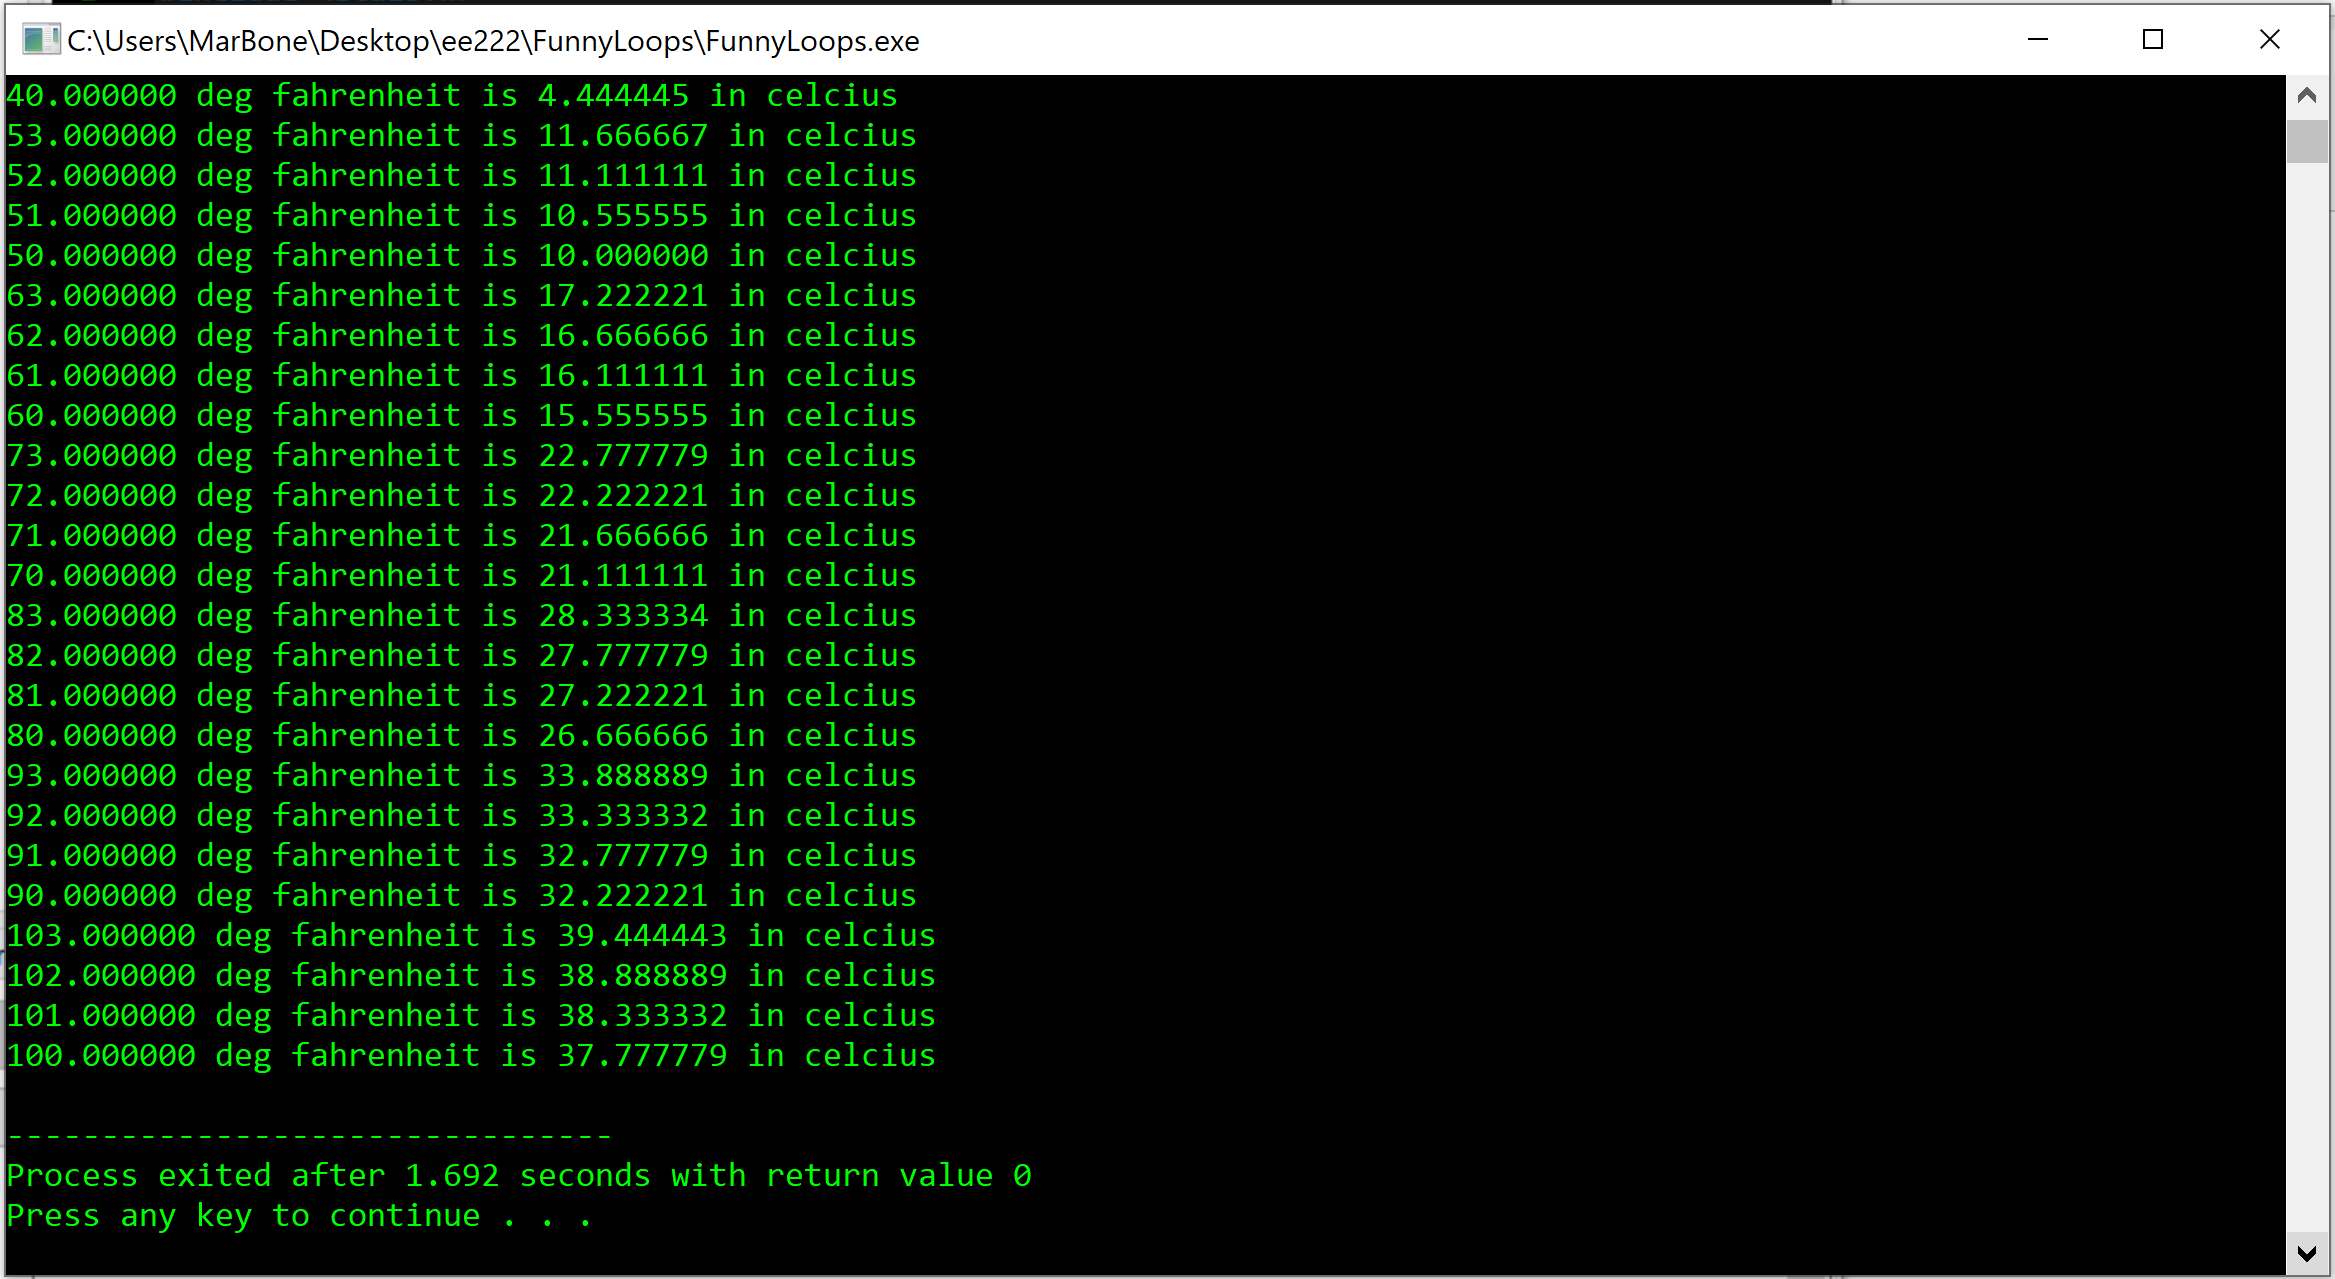 C:\Users\MarBone\Desktop\ee222\FunnyLoops\FunnyLoops.exe
40.000000 deg fahrenheit is 4.444445 in celcius
53.000000 deg fahrenheit is 11.666667 in celcius
52.000000 deg fahrenheit is 11.111111 in celcius
51.000000 deg fahrenheit is 10.555555 in celcius
50.000000 deg fahrenheit is 10.000000 in celcius
63.000000 deg fahrenheit is 17.222221 in celcius
62.000000 deg fahrenheit is 16.666666 in celcius
61.000000 deg fahrenheit is 16.111111 in celcius
60.000000 deg fahrenheit is 15.555555 in celcius
73.000000 deg fahrenheit is 22.777779 in celcius
72.000000 deg fahrenheit is 22.222221 in celcius
71.000000 deg fahrenheit is 21.666666 in celcius
70.000000 deg fahrenheit is 21.111111 in celcius
83.000000 deg fahrenheit is 28.333334 in celcius
82.000000 deg fahrenheit is 27.777779 in celcius
81.000000 deg fahrenheit is 27.222221 in celcius
80.000000 deg fahrenheit is 26.666666 in celcius
93.000000 deg fahrenheit is 33.888889 in celcius
92.000000 deg fahrenheit is 33.333332 in celcius
91.000000 deg fahrenheit is 32.777779 in celcius
90.000000 deg fahrenheit is 32.222221 in celcius
103.000000 deg fahrenheit is 39.444443 in celcius
102.000000 deg fahrenheit is 38.888889 in celcius
101.000000 deg fahrenheit is 38.333332 in celcius
100.000000 deg fahrenheit is 37.777779 in celcius
--------------------------------
Process exited after 1.692 seconds with return value 0
Press any key to continue . . .